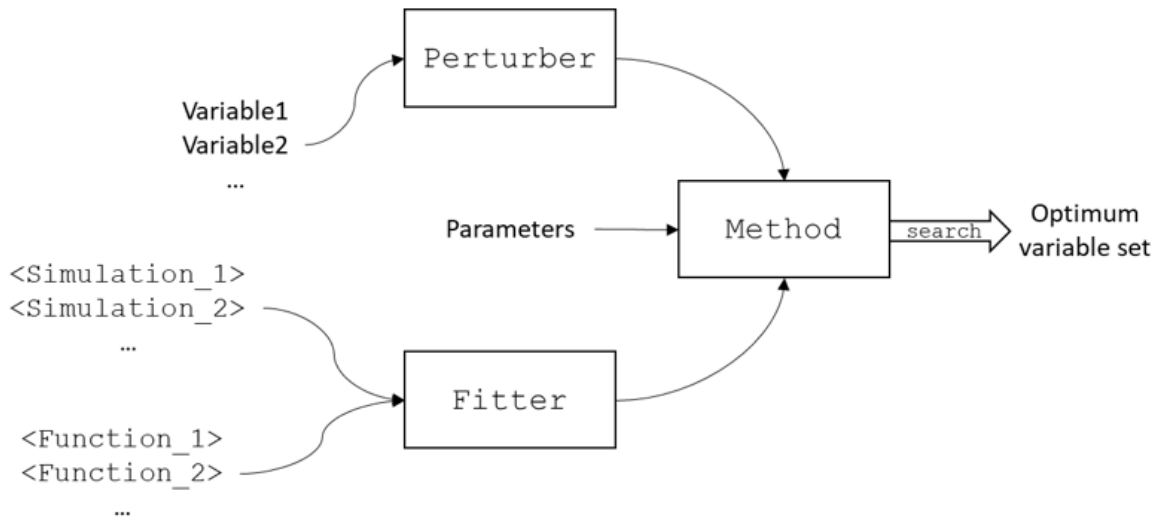 Perturber
Variable1
Variable2
…
Parameters
Method
search
Optimum
variable set
<Simulation_1>
<Simulation_2>
…
Fitter
<Function_1>
<Function_2>
…